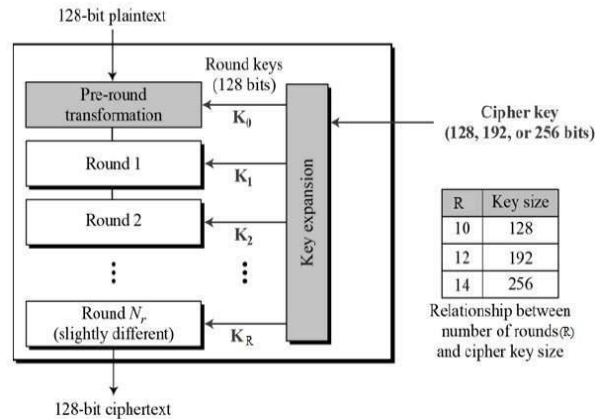 128-bit plaintext
Round keys
(128 bits)
Pre-round
transformation
K₀
Cipher key
(128, 192, or 256 bits)
Round 1
K₁
Round 2
K₂
Key expansion
R Key size
10 128
12 192
14 256
Relationship between
number of rounds(R)
and cipher key size
Round Nᵣ
(slightly different)
K_R
128-bit ciphertext